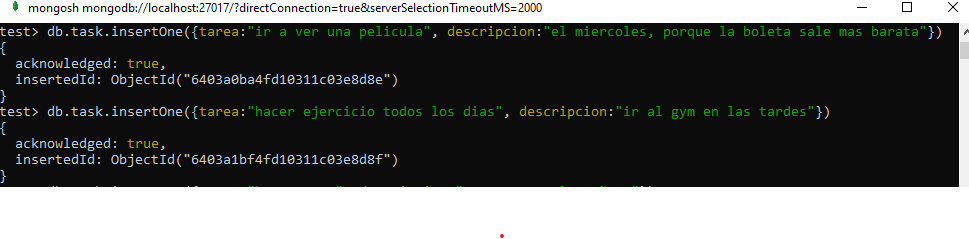 mongosh mongodb://localhost:27017/?directConnection=true&serverSelectionTimeoutMS=2000
test> db.task.insertOne({tarea:"ir a ver una pelicula", descripcion:"el miercoles, porque la boleta sale mas barata"})
{
  acknowledged: true,
  insertedId: ObjectId("6403a0ba4fd10311c03e8d8e")
}
test> db.task.insertOne({tarea:"hacer ejercicio todos los dias", descripcion:"ir al gym en las tardes"})
{
  acknowledged: true,
  insertedId: ObjectId("6403a1bf4fd10311c03e8d8f")
}